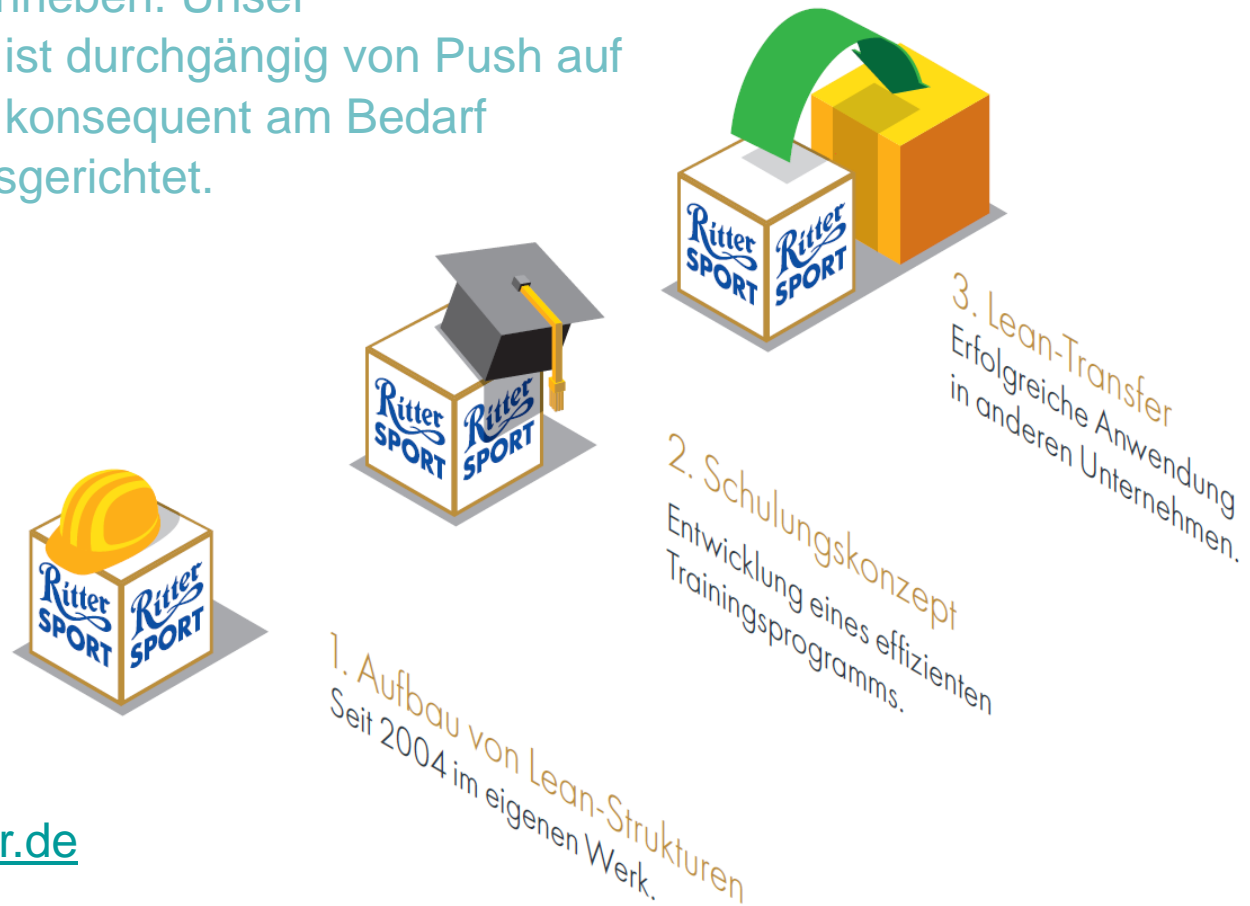 ist durchgängig von Push auf
konsequent am Bedarf
Ritter
SPORT
Ritter
SPORT
3. Lean-Transfer
Erfolgreiche Anwendung
in anderen Unternehmen.
Ritter
SPORT
Ritter
SPORT
2. Schulungskonzept
Entwicklung eines effizienten
Trainingsprogramms.
Ritter
SPORT
Ritter
SPORT
1. Aufbau von Lean-Strukturen
Seit 2004 im eigenen Werk.
r.de